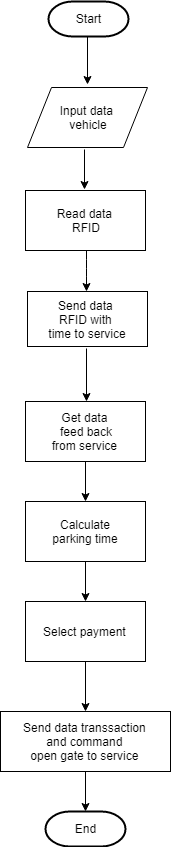 Start
Input data
vehicle
Read data
RFID
Send data
RFID with
time to service
Get data
feed back
from service
Calculate
parking time
Select payment
Send data transsaction
and command
open gate to service
End